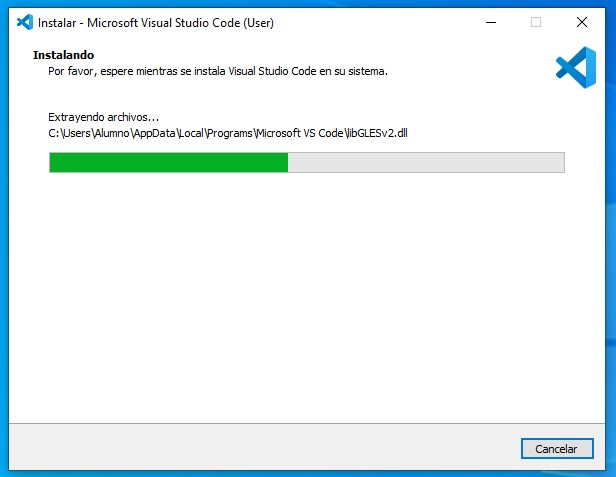 Instalar - Microsoft Visual Studio Code (User)
Instalando
Por favor, espere mientras se instala Visual Studio Code en su sistema.
Extrayendo archivos...
C:\Users\Alumno\AppData\Local\Programs\Microsoft VS Code\libGLESv2.dll
Cancelar